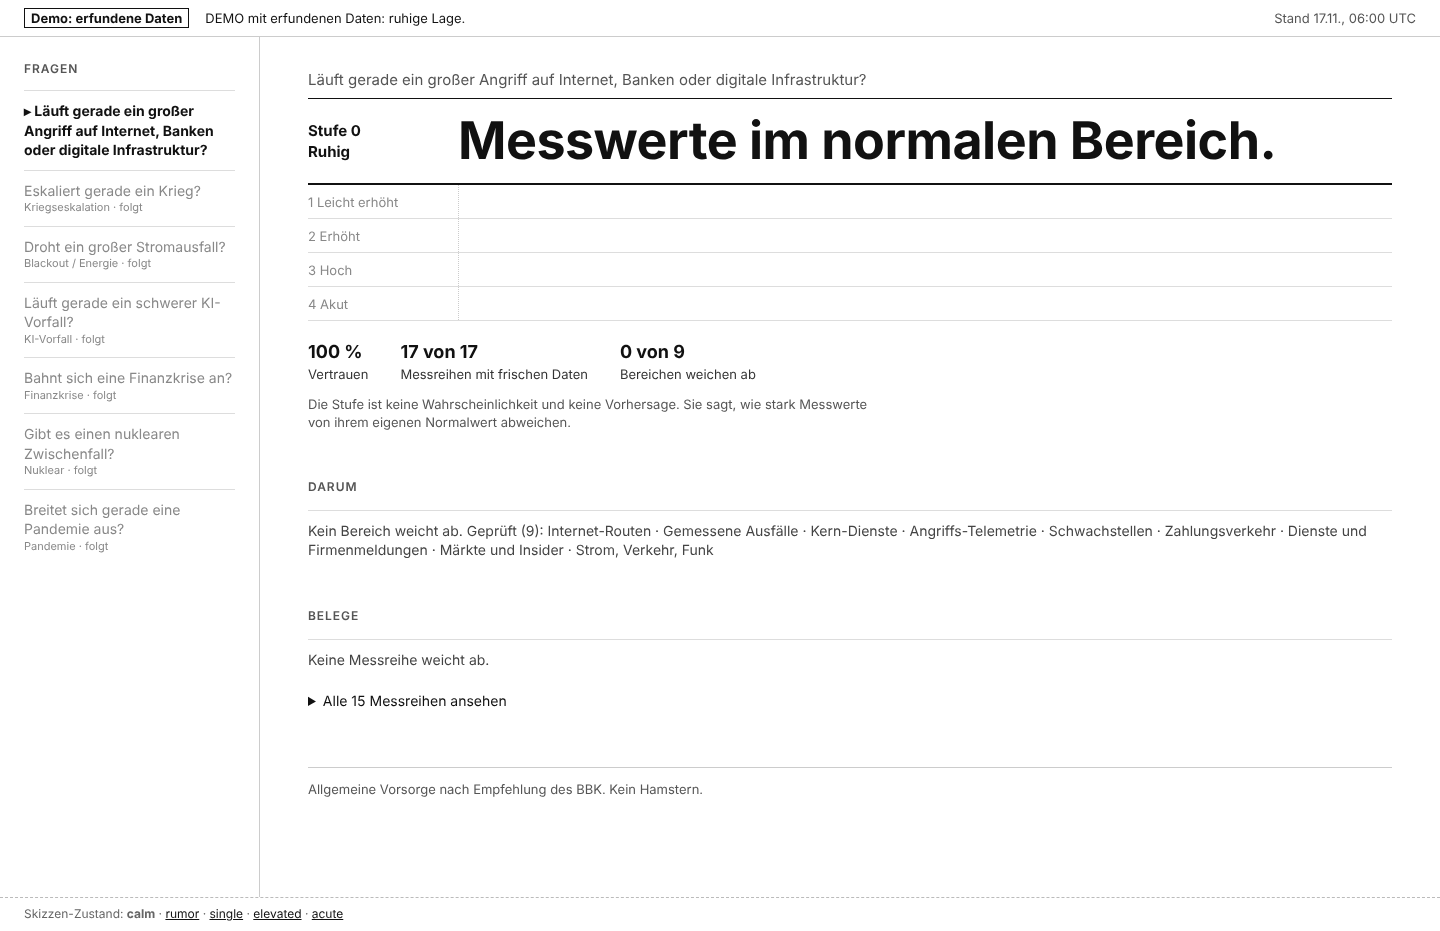 Demo: erfundene Daten
DEMO mit erfundenen Daten: ruhige Lage.
Stand 17.11., 06:00 UTC
FRAGEN
▸ Läuft gerade ein großer
Angriff auf Internet, Banken
oder digitale Infrastruktur?
Eskaliert gerade ein Krieg?
Kriegseskalation · folgt
Droht ein großer Stromausfall?
Blackout / Energie · folgt
Läuft gerade ein schwerer KI-
Vorfall?
KI-Vorfall · folgt
Bahnt sich eine Finanzkrise an?
Finanzkrise · folgt
Gibt es einen nuklearen
Zwischenfall?
Nuklear · folgt
Breitet sich gerade eine
Pandemie aus?
Pandemie · folgt
Läuft gerade ein großer Angriff auf Internet, Banken oder digitale Infrastruktur?
Stufe 0
Ruhig
Messwerte im normalen Bereich.
1 Leicht erhöht
2 Erhöht
3 Hoch
4 Akut
100 %
Vertrauen
17 von 17
Messreihen mit frischen Daten
0 von 9
Bereichen weichen ab
Die Stufe ist keine Wahrscheinlichkeit und keine Vorhersage. Sie sagt, wie stark Messwerte
von ihrem eigenen Normalwert abweichen.
DARUM
Kein Bereich weicht ab. Geprüft (9): Internet-Routen · Gemessene Ausfälle · Kern-Dienste · Angriffs-Telemetrie · Schwachstellen · Zahlungsverkehr · Dienste und
Firmenmeldungen · Märkte und Insider · Strom, Verkehr, Funk
BELEGE
Keine Messreihe weicht ab.
▶ Alle 15 Messreihen ansehen
Allgemeine Vorsorge nach Empfehlung des BBK. Kein Hamstern.
Skizzen-Zustand: calm · rumor · single · elevated · acute